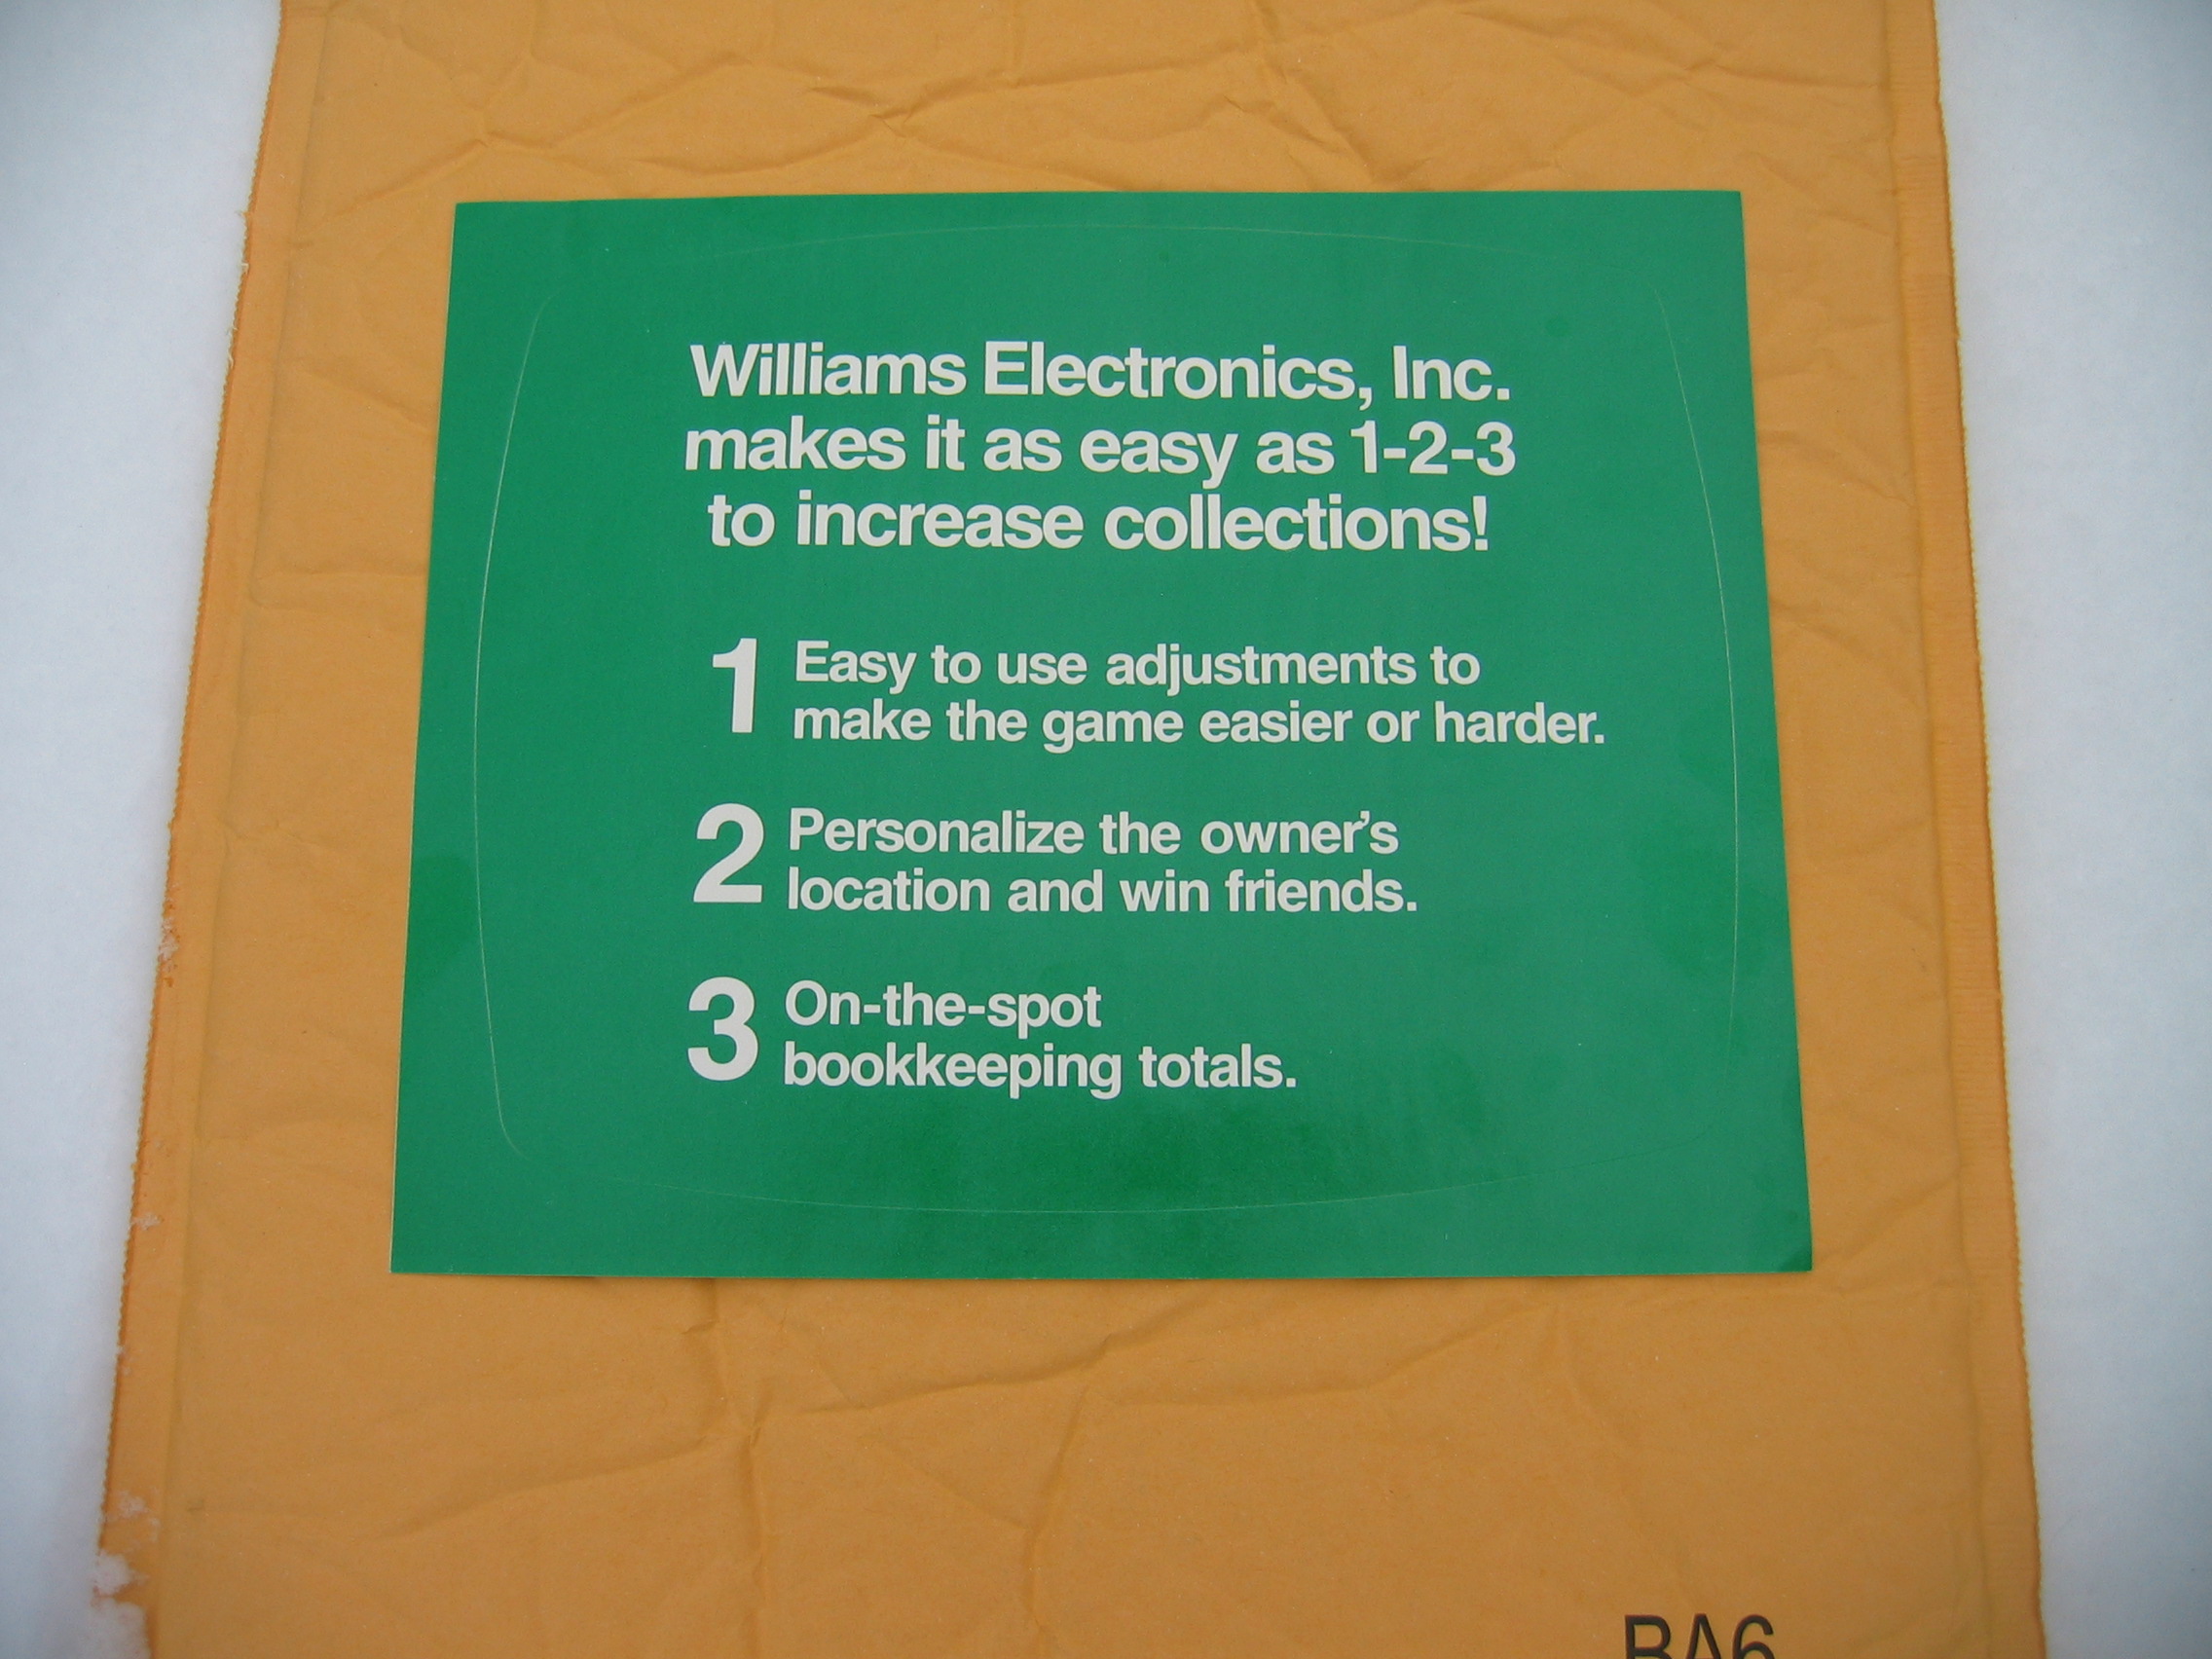 Williams Electronics, Inc.
makes it as easy as 1-2-3
to increase collections!
1 Easy to use adjustments to
make the game easier or harder.
2 Personalize the owner's
location and win friends.
3 On-the-spot
bookkeeping totals.
BA6